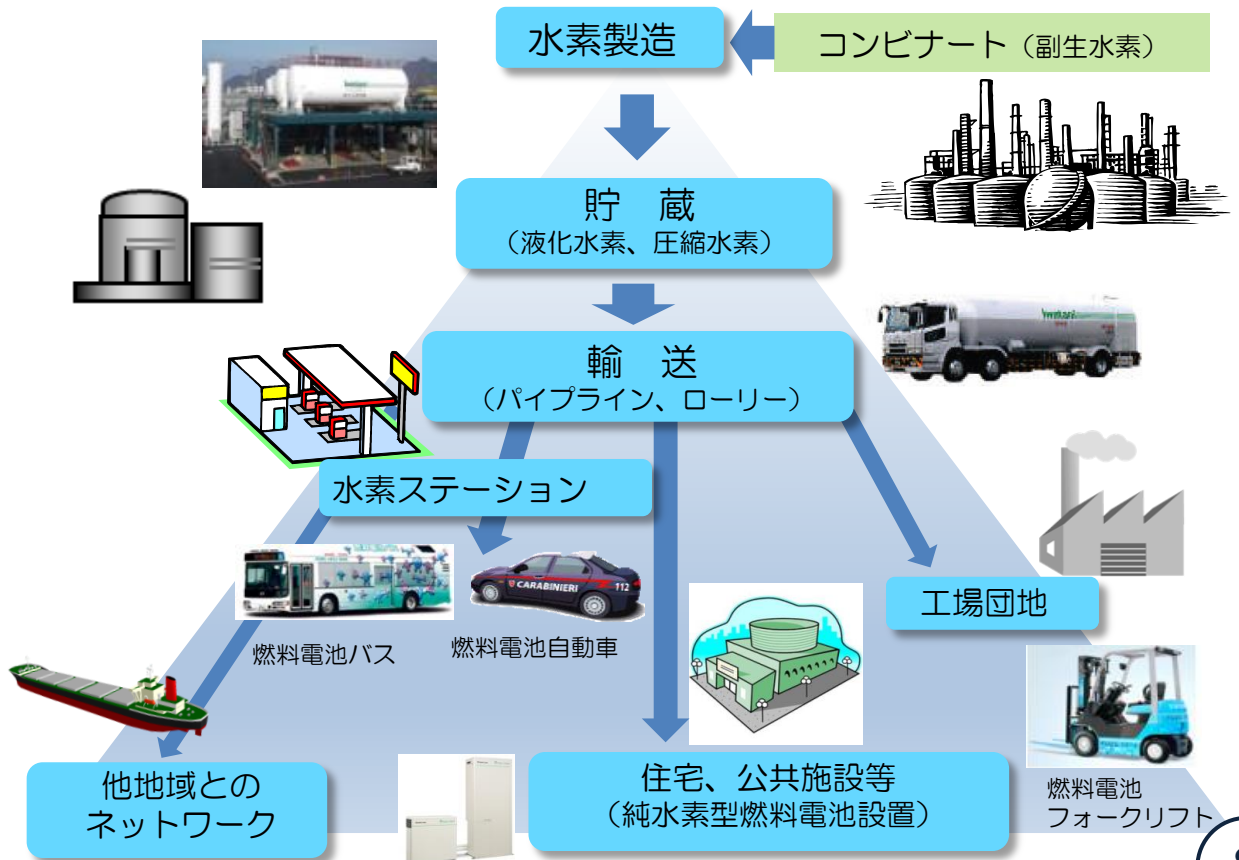 水素製造
コンビナート（副生水素）
貯　蔵
（液化水素、圧縮水素）
輸　送
（パイプライン、ローリー）
水素ステーション
CARABINIERI
112
燃料電池バス
燃料電池自動車
工場団地
他地域との
ネットワーク
住宅、公共施設等
（純水素型燃料電池設置）
燃料電池
フォークリフト